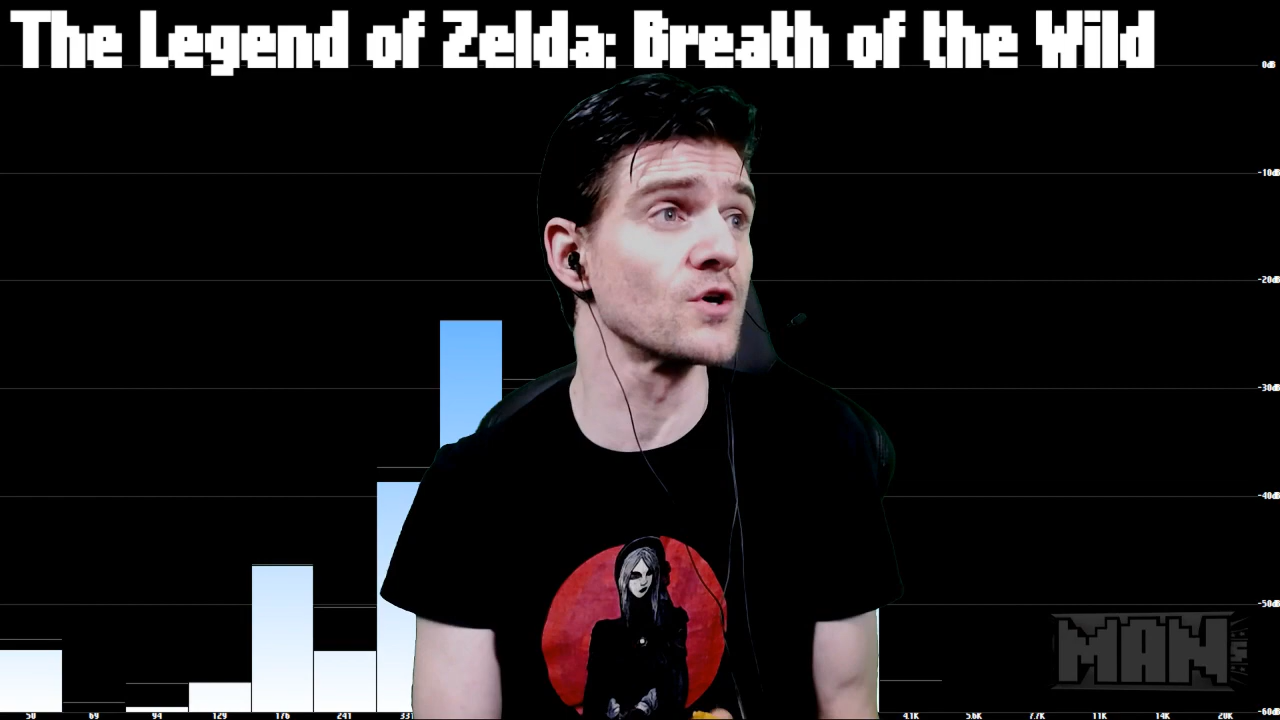 The Legend of Zelda: Breath of the Wild
0dB
-10dB
-20dB
-30dB
-40dB
-50dB
-60dB
MAN
50 69 94 129 176 241 331 4.1K 5.6K 7.7K 11K 14K 20K